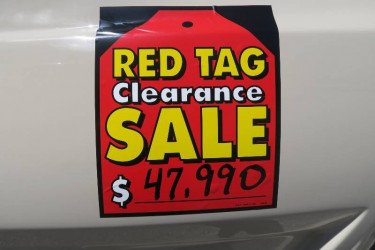 RED TAG
Clearance
SALE
$ 47,990